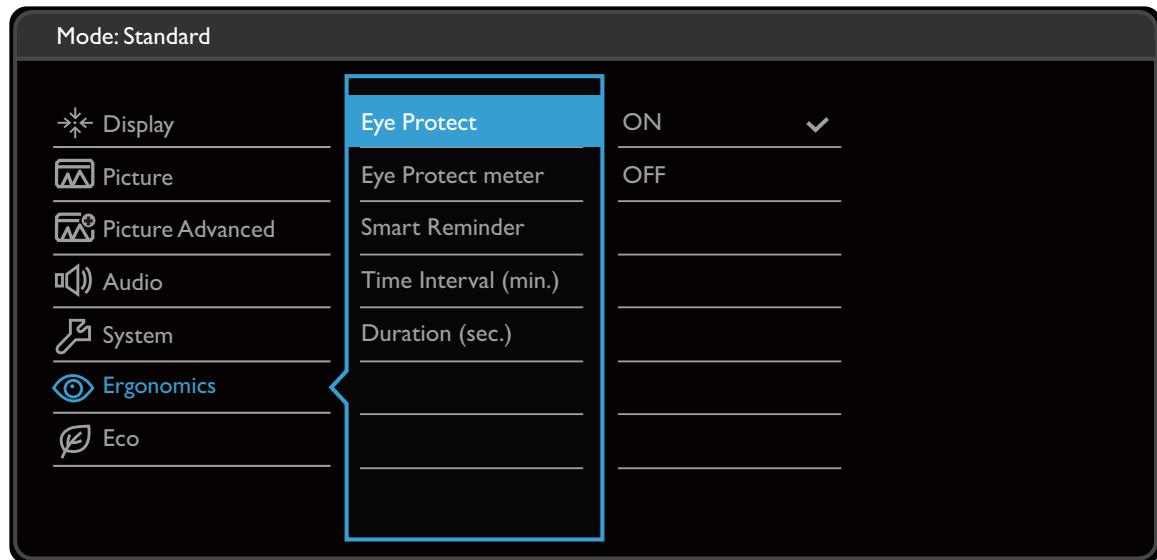 Mode: Standard
Display
Eye Protect
ON
Picture
Eye Protect meter
OFF
Picture Advanced
Smart Reminder
Audio
Time Interval (min.)
System
Duration (sec.)
Ergonomics
Eco